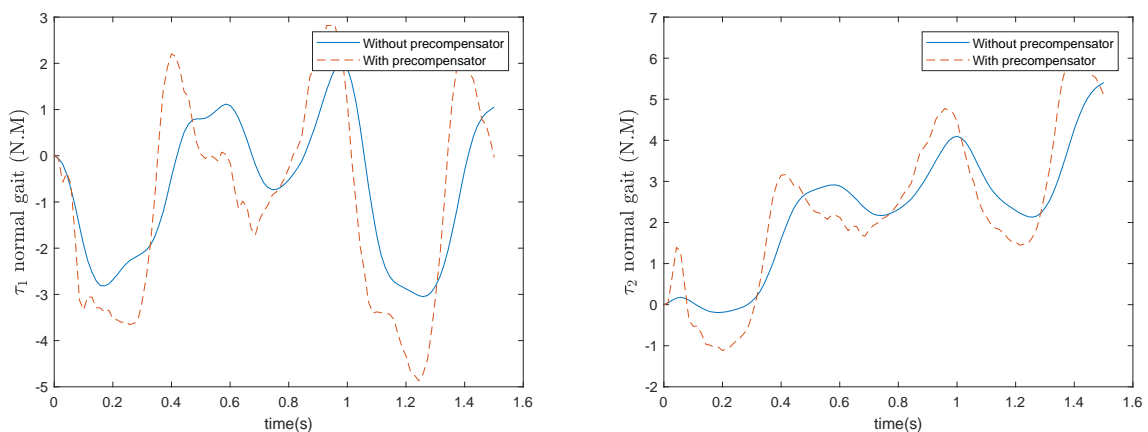 3
2
1
0
-1
-2
-3
-4
-5
τ1 normal gait (N.M)
Without precompensator
With precompensator
0 0.2 0.4 0.6 0.8 1 1.2 1.4 1.6
time(s)
7
6
5
4
3
2
1
0
-1
-2
τ2 normal gait (N.M)
Without precompensator
With precompensator
0 0.2 0.4 0.6 0.8 1 1.2 1.4 1.6
time(s)